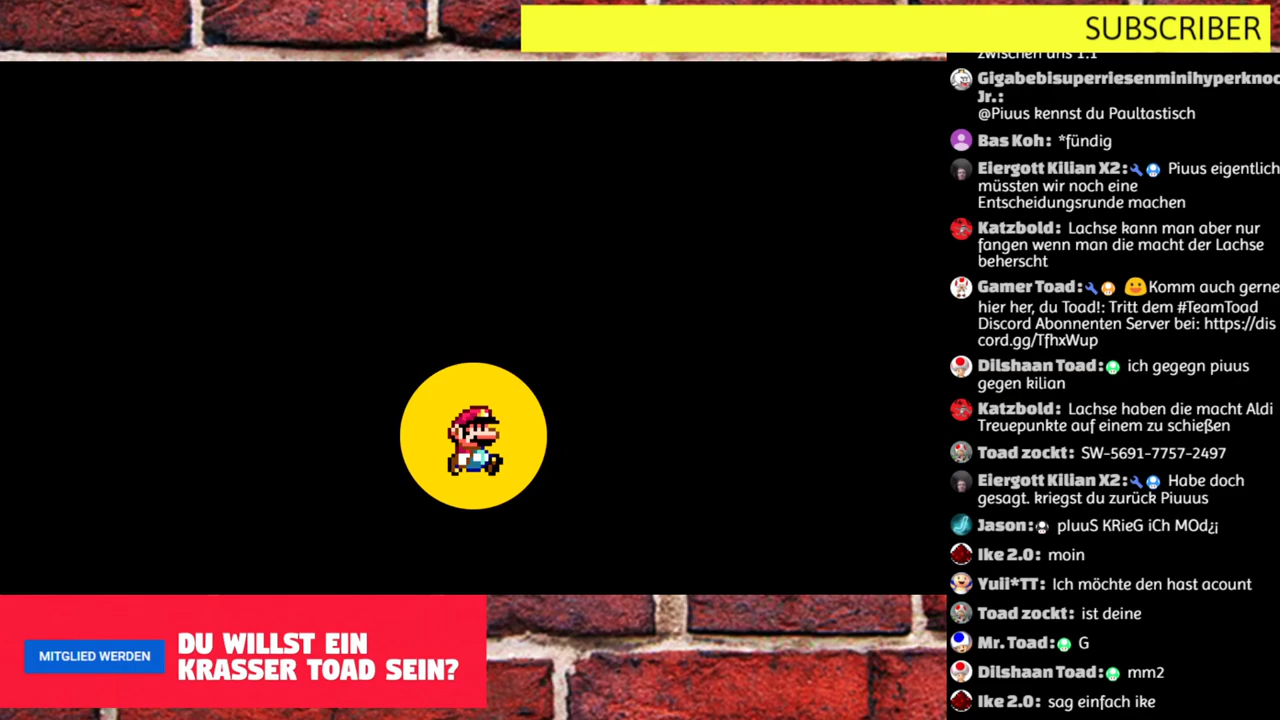 SUBSCRIBER
zwischen uns 1:1
Gigabebisuperriesenminihyperknoc
Jr.:
@Piuus kennst du Paultastisch
Bas Koh: *fündig
Eiergott Kilian X2: Piuus eigentlich
müssten wir noch eine
Entscheidungsrunde machen
Katzbold: Lachse kann man aber nur
fangen wenn man die macht der Lachse
beherscht
Gamer Toad: Komm auch gerne
hier her, du Toad!: Tritt dem #TeamToad
Discord Abonnenten Server bei: https://dis
cord.gg/TfhxWup
Dilshaan Toad: ich gegegn piuus
gegen kilian
Katzbold: Lachse haben die macht Aldi
Treuepunkte auf einem zu schießen
Toad zockt: SW-5691-7757-2497
Eiergott Kilian X2: Habe doch
gesagt. kriegst du zurück Piuuus
Jason: pIuuS KRieG iCh MOd¿¡
Ike 2.0: moin
Yuii*TT: Ich möchte den hast acount
Toad zockt: ist deine
Mr. Toad: G
Dilshaan Toad: mm2
Ike 2.0: sag einfach ike
MITGLIED WERDEN
DU WILLST EIN
KRASSER TOAD SEIN?